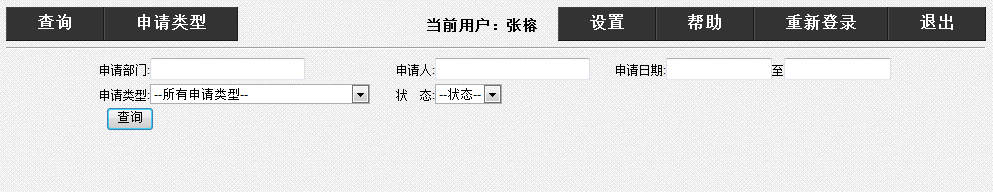 查询 申请类型 当前用户：张榕 设置 帮助 重新登录 退出
申请部门: 申请人: 申请日期: 至
申请类型: --所有申请类型-- 状 态: --状态--
查询